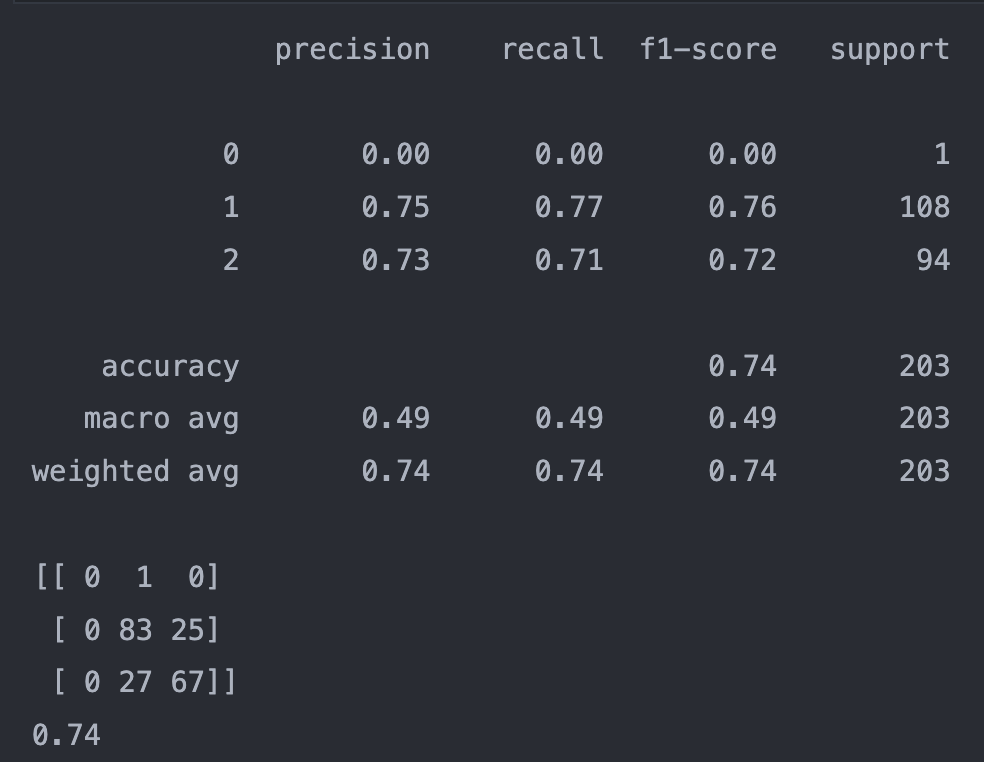 precision recall f1-score support
0 0.00 0.00 0.00 1
1 0.75 0.77 0.76 108
2 0.73 0.71 0.72 94
accuracy 0.74 203
macro avg 0.49 0.49 0.49 203
weighted avg 0.74 0.74 0.74 203
[[ 0 1 0]
[ 0 83 25]
[ 0 27 67]]
0.74